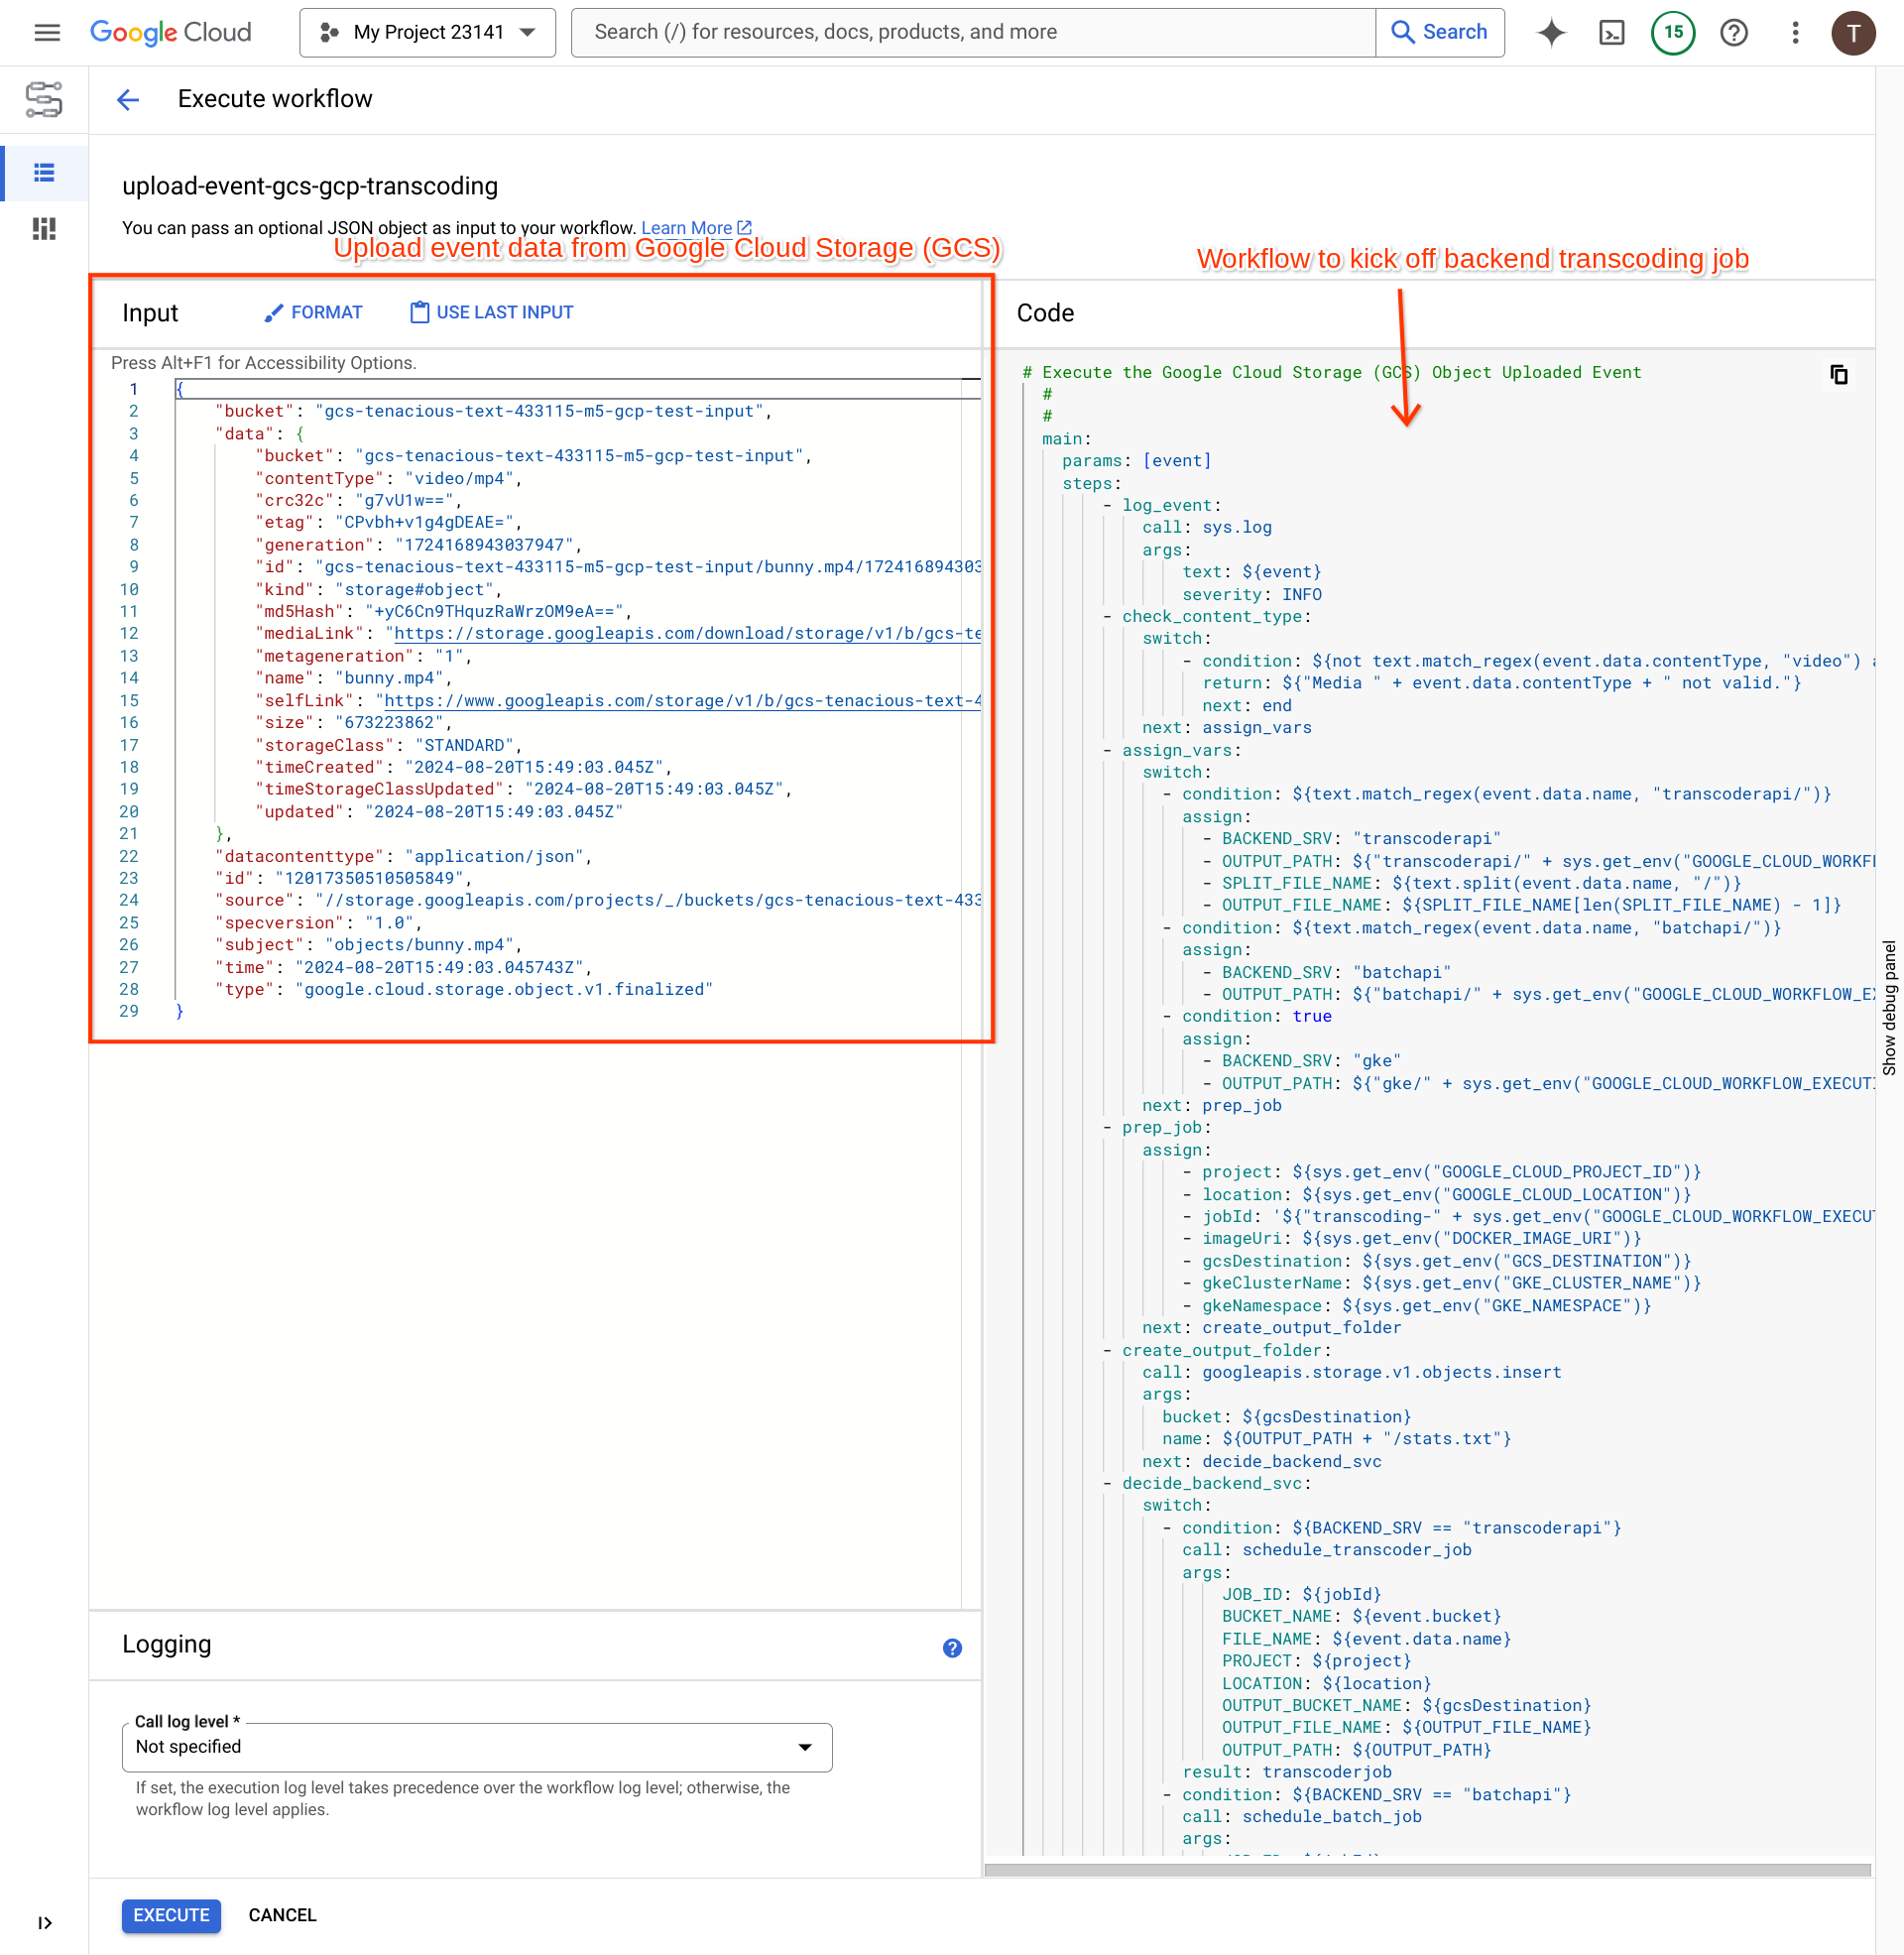 Google Cloud
My Project 23141
Search (/) for resources, docs, products, and more
Search
15
T
Execute workflow
upload-event-gcs-gcp-transcoding
You can pass an optional JSON object as input to your workflow. Learn More
Upload event data from Google Cloud Storage (GCS)
Workflow to kick off backend transcoding job
Input
FORMAT
USE LAST INPUT
Press Alt+F1 for Accessibility Options.
1 {
2 "bucket": "gcs-tenacious-text-433115-m5-gcp-test-input",
3 "data": {
4 "bucket": "gcs-tenacious-text-433115-m5-gcp-test-input",
5 "contentType": "video/mp4",
6 "crc32c": "g7vU1w==",
7 "etag": "CPvbh+v1g4gDEAE=",
8 "generation": "1724168943037947",
9 "id": "gcs-tenacious-text-433115-m5-gcp-test-input/bunny.mp4/172416894303
10 "kind": "storage#object",
11 "md5Hash": "+yC6Cn9THquzRaWrzOM9eA==",
12 "mediaLink": "https://storage.googleapis.com/download/storage/v1/b/gcs-te
13 "metageneration": "1",
14 "name": "bunny.mp4",
15 "selfLink": "https://www.googleapis.com/storage/v1/b/gcs-tenacious-text-4
16 "size": "673223862",
17 "storageClass": "STANDARD",
18 "timeCreated": "2024-08-20T15:49:03.045Z",
19 "timeStorageClassUpdated": "2024-08-20T15:49:03.045Z",
20 "updated": "2024-08-20T15:49:03.045Z"
21 },
22 "datacontenttype": "application/json",
23 "id": "12017350510505849",
24 "source": "//storage.googleapis.com/projects/_/buckets/gcs-tenacious-text-433
25 "specversion": "1.0",
26 "subject": "objects/bunny.mp4",
27 "time": "2024-08-20T15:49:03.045743Z",
28 "type": "google.cloud.storage.object.v1.finalized"
29 }
Code
# Execute the Google Cloud Storage (GCS) Object Uploaded Event
#
#
main:
params: [event]
steps:
- log_event:
call: sys.log
args:
text: ${event}
severity: INFO
- check_content_type:
switch:
- condition: ${not text.match_regex(event.data.contentType, "video") a
return: ${"Media " + event.data.contentType + " not valid."}
next: end
next: assign_vars
- assign_vars:
switch:
- condition: ${text.match_regex(event.data.name, "transcoderapi/")}
assign:
- BACKEND_SRV: "transcoderapi"
- OUTPUT_PATH: ${"transcoderapi/" + sys.get_env("GOOGLE_CLOUD_WORKFL
- SPLIT_FILE_NAME: ${text.split(event.data.name, "/")}
- OUTPUT_FILE_NAME: ${SPLIT_FILE_NAME[len(SPLIT_FILE_NAME) - 1]}
- condition: ${text.match_regex(event.data.name, "batchapi/")}
assign:
- BACKEND_SRV: "batchapi"
- OUTPUT_PATH: ${"batchapi/" + sys.get_env("GOOGLE_CLOUD_WORKFLOW_EX
- condition: true
assign:
- BACKEND_SRV: "gke"
- OUTPUT_PATH: ${"gke/" + sys.get_env("GOOGLE_CLOUD_WORKFLOW_EXECUTI
next: prep_job
- prep_job:
assign:
- project: ${sys.get_env("GOOGLE_CLOUD_PROJECT_ID")}
- location: ${sys.get_env("GOOGLE_CLOUD_LOCATION")}
- jobId: '${"transcoding-" + sys.get_env("GOOGLE_CLOUD_WORKFLOW_EXECUT
- imageUri: ${sys.get_env("DOCKER_IMAGE_URI")}
- gcsDestination: ${sys.get_env("GCS_DESTINATION")}
- gkeClusterName: ${sys.get_env("GKE_CLUSTER_NAME")}
- gkeNamespace: ${sys.get_env("GKE_NAMESPACE")}
next: create_output_folder
- create_output_folder:
call: googleapis.storage.v1.objects.insert
args:
bucket: ${gcsDestination}
name: ${OUTPUT_PATH + "/stats.txt"}
next: decide_backend_svc
- decide_backend_svc:
switch:
- condition: ${BACKEND_SRV == "transcoderapi"}
call: schedule_transcoder_job
args:
JOB_ID: ${jobId}
BUCKET_NAME: ${event.bucket}
FILE_NAME: ${event.data.name}
PROJECT: ${project}
LOCATION: ${location}
OUTPUT_BUCKET_NAME: ${gcsDestination}
OUTPUT_FILE_NAME: ${OUTPUT_FILE_NAME}
OUTPUT_PATH: ${OUTPUT_PATH}
result: transcoderjob
- condition: ${BACKEND_SRV == "batchapi"}
call: schedule_batch_job
args:
Show debug panel
Logging
Call log level *
Not specified
If set, the execution log level takes precedence over the workflow log level; otherwise, the
workflow log level applies.
EXECUTE
CANCEL